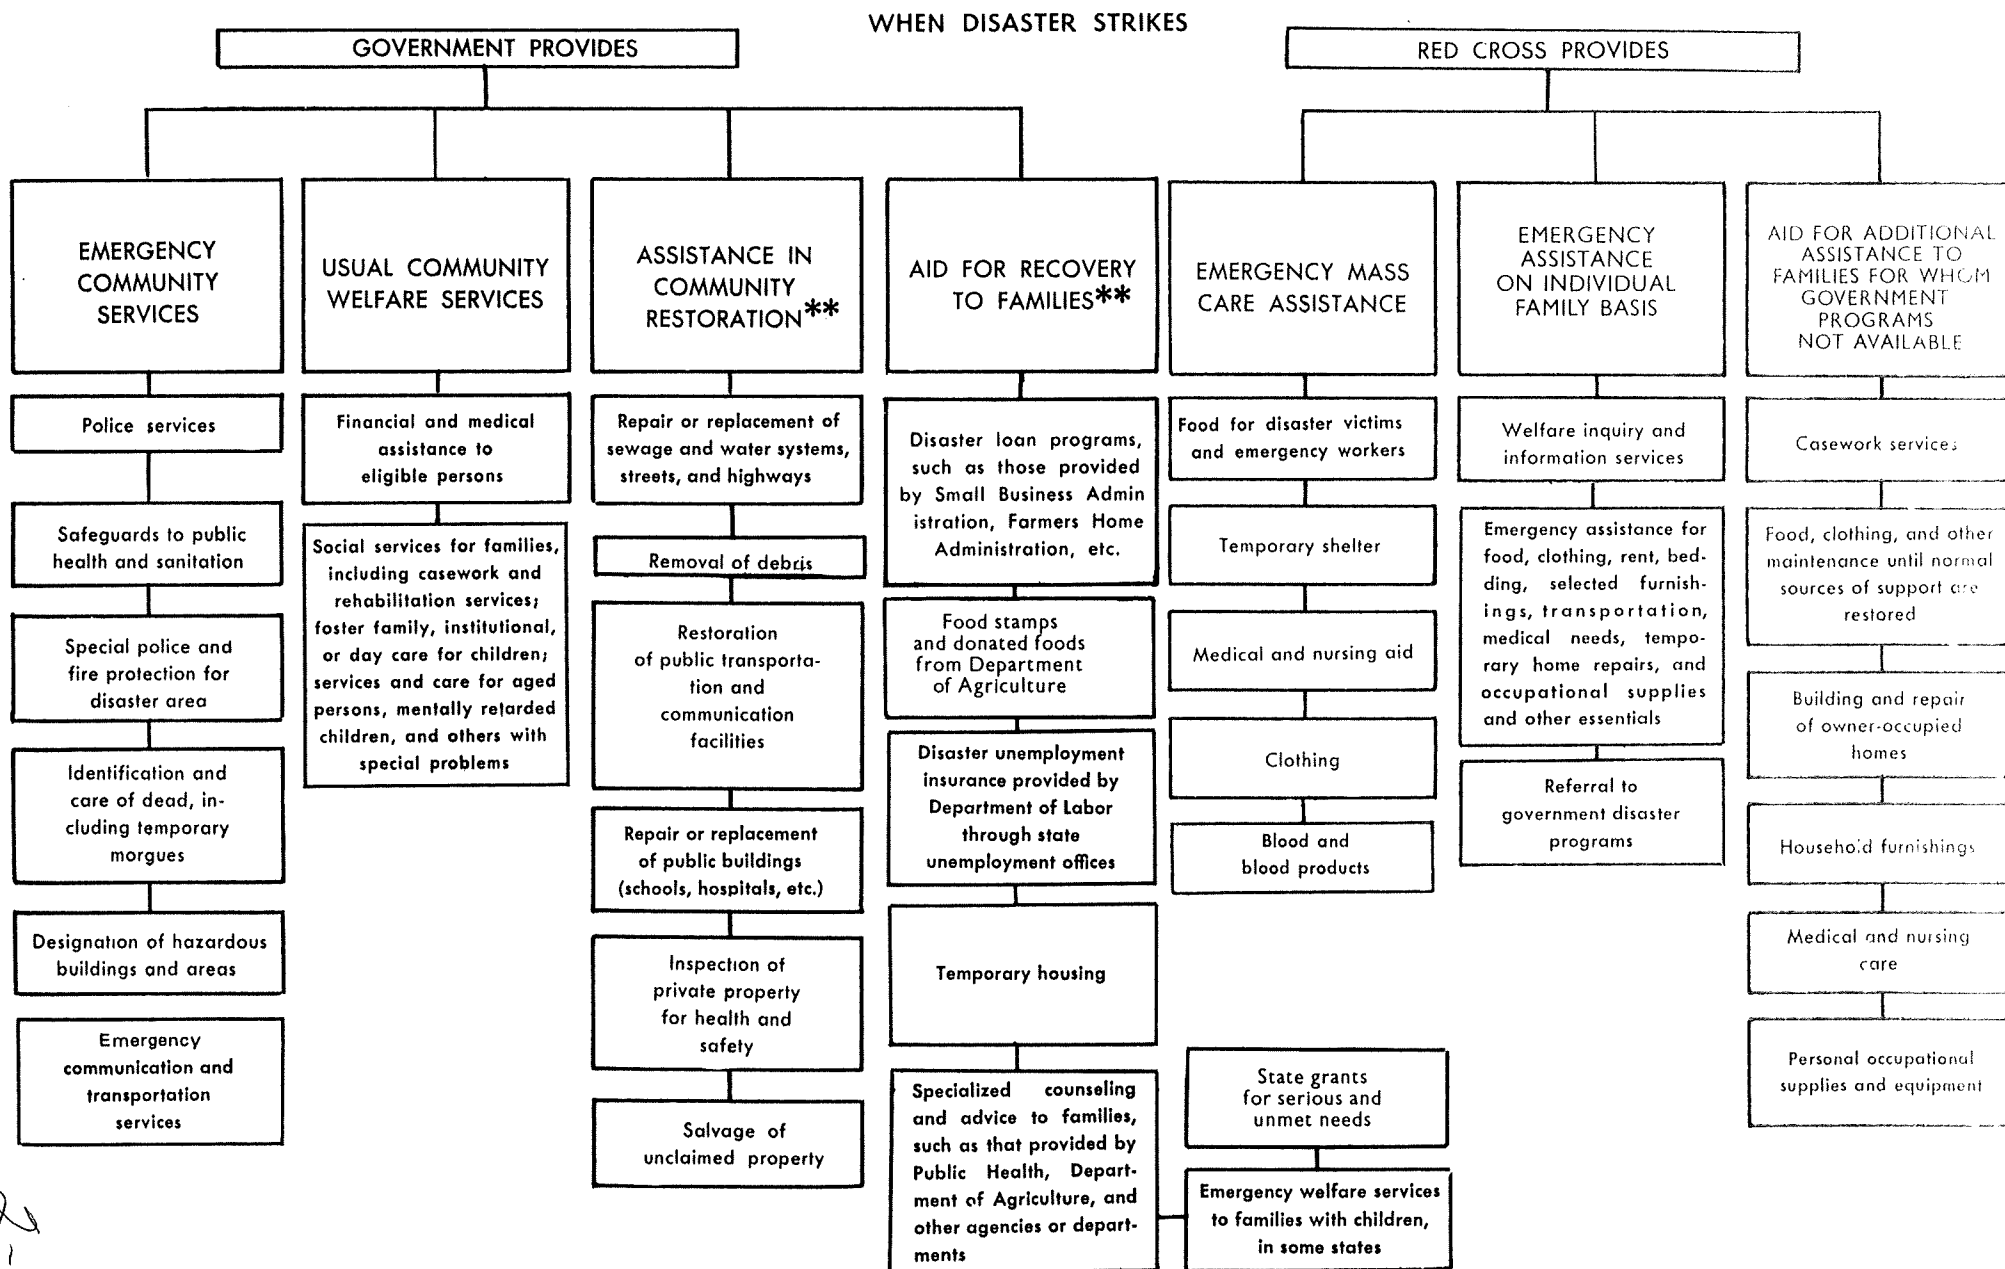 WHEN DISASTER STRIKES
GOVERNMENT PROVIDES
EMERGENCY
COMMUNITY
SERVICES
Police services
Safeguards to public
health and sanitation
Special police and
fire protection for
disaster area
Identification and
care of dead, in-
cluding temporary
morgues
Designation of hazardous
buildings and areas
Emergency
communication and
transportation
services
USUAL COMMUNITY
WELFARE SERVICES
Financial and medical
assistance to
eligible persons
Social services for families,
including casework and
rehabilitation services;
foster family, institutional,
or day care for children;
services and care for aged
persons, mentally retarded
children, and others with
special problems
ASSISTANCE IN
COMMUNITY
RESTORATION**
Repair or replacement of
sewage and water systems,
streets, and highways
Removal of debris
Restoration
of public transporta-
tion and
communication
facilities
Repair or replacement
of public buildings
(schools, hospitals, etc.)
Inspection of
private property
for health and
safety
Salvage of
unclaimed property
AID FOR RECOVERY
TO FAMILIES**
Disaster loan programs,
such as those provided
by Small Business Admin
istration, Farmers Home
Administration, etc.
Food stamps
and donated foods
from Department
of Agriculture
Disaster unemployment
insurance provided by
Department of Labor
through state
unemployment offices
Temporary housing
Specialized counseling
and advice to families,
such as that provided by
Public Health, Depart-
ment of Agriculture, and
other agencies or depart-
ments
State grants
for serious and
unmet needs
Emergency welfare services
to families with children,
in some states
RED CROSS PROVIDES
EMERGENCY MASS
CARE ASSISTANCE
Food for disaster victims
and emergency workers
Temporary shelter
Medical and nursing aid
Clothing
Blood and
blood products
EMERGENCY
ASSISTANCE
ON INDIVIDUAL
FAMILY BASIS
Welfare inquiry and
information services
Emergency assistance for
food, clothing, rent, bed-
ding, selected furnish-
ings, transportation,
medical needs, tempo-
rary home repairs, and
occupational supplies
and other essentials
Referral to
government disaster
programs
AID FOR ADDITIONAL
ASSISTANCE TO
FAMILIES FOR WHOM
GOVERNMENT
PROGRAMS
NOT AVAILABLE
Casework services
Food, clothing, and other
maintenance until normal
sources of support are
restored
Building and repair
of owner-occupied
homes
Household furnishings
Medical and nursing
care
Personal occupational
supplies and equipment